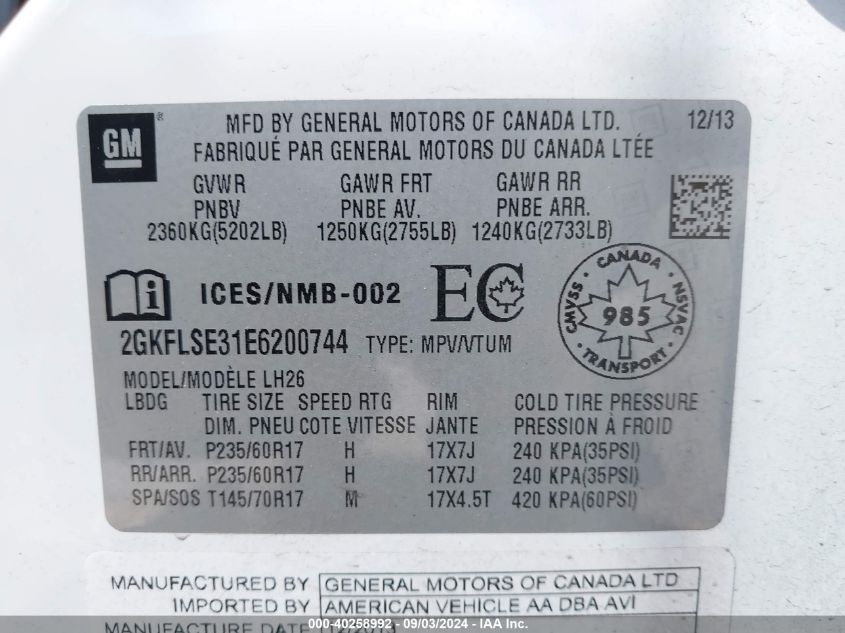 GM ® MFD BY GENERAL MOTORS OF CANADA LTD. 12/13
FABRIQUÉ PAR GENERAL MOTORS DU CANADA LTÉE
GVWR GAWR FRT GAWR RR
PNBV PNBE AV. PNBE ARR.
2360KG(5202LB) 1250KG(2755LB) 1240KG(2733LB)
ICES/NMB-002 EC
CANADA
CMVSS 985 NSVAC
TRANSPORT
2GKFLSE31E6200744 TYPE: MPV/VTUM
MODEL/MODÈLE LH26
LBDG TIRE SIZE SPEED RTG RIM COLD TIRE PRESSURE
DIM. PNEU COTE VITESSE JANTE PRESSION À FROID
FRT/AV. P235/60R17 H 17X7J 240 KPA(35PSI)
RR/ARR. P235/60R17 H 17X7J 240 KPA(35PSI)
SPA/SOS T145/70R17 M 17X4.5T 420 KPA(60PSI)
MANUFACTURED BY GENERAL MOTORS OF CANADA LTD
IMPORTED BY AMERICAN VEHICLE AA DBA AVI
MANUFACTURE DATE 12/2013
000-40258992 - 09/03/2024 - IAA Inc.